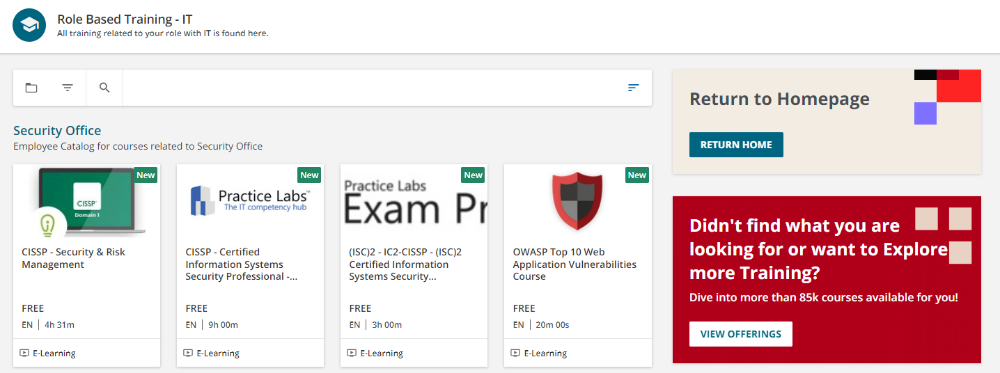 Role Based Training - IT
All training related to your role with IT is found here.
Return to Homepage
RETURN HOME
Security Office
Employee Catalog for courses related to Security Office
New
CISSP
Domain 1
CISSP - Security & Risk
Management
FREE
EN | 4h 31m
E-Learning
New
Practice Labs™
The IT competency hub
CISSP - Certified
Information Systems
Security Professional -...
FREE
EN | 9h 00m
E-Learning
New
Practice Labs
Exam Pr
(ISC)2 - IC2-CISSP - (ISC)2
Certified Information
Systems Security...
FREE
EN | 3h 00m
E-Learning
New
OWASP Top 10 Web
Application Vulnerabilities
Course
FREE
EN | 20m 00s
E-Learning
Didn't find what you are
looking for or want to Explore
more Training?
Dive into more than 85k courses available for you!
VIEW OFFERINGS